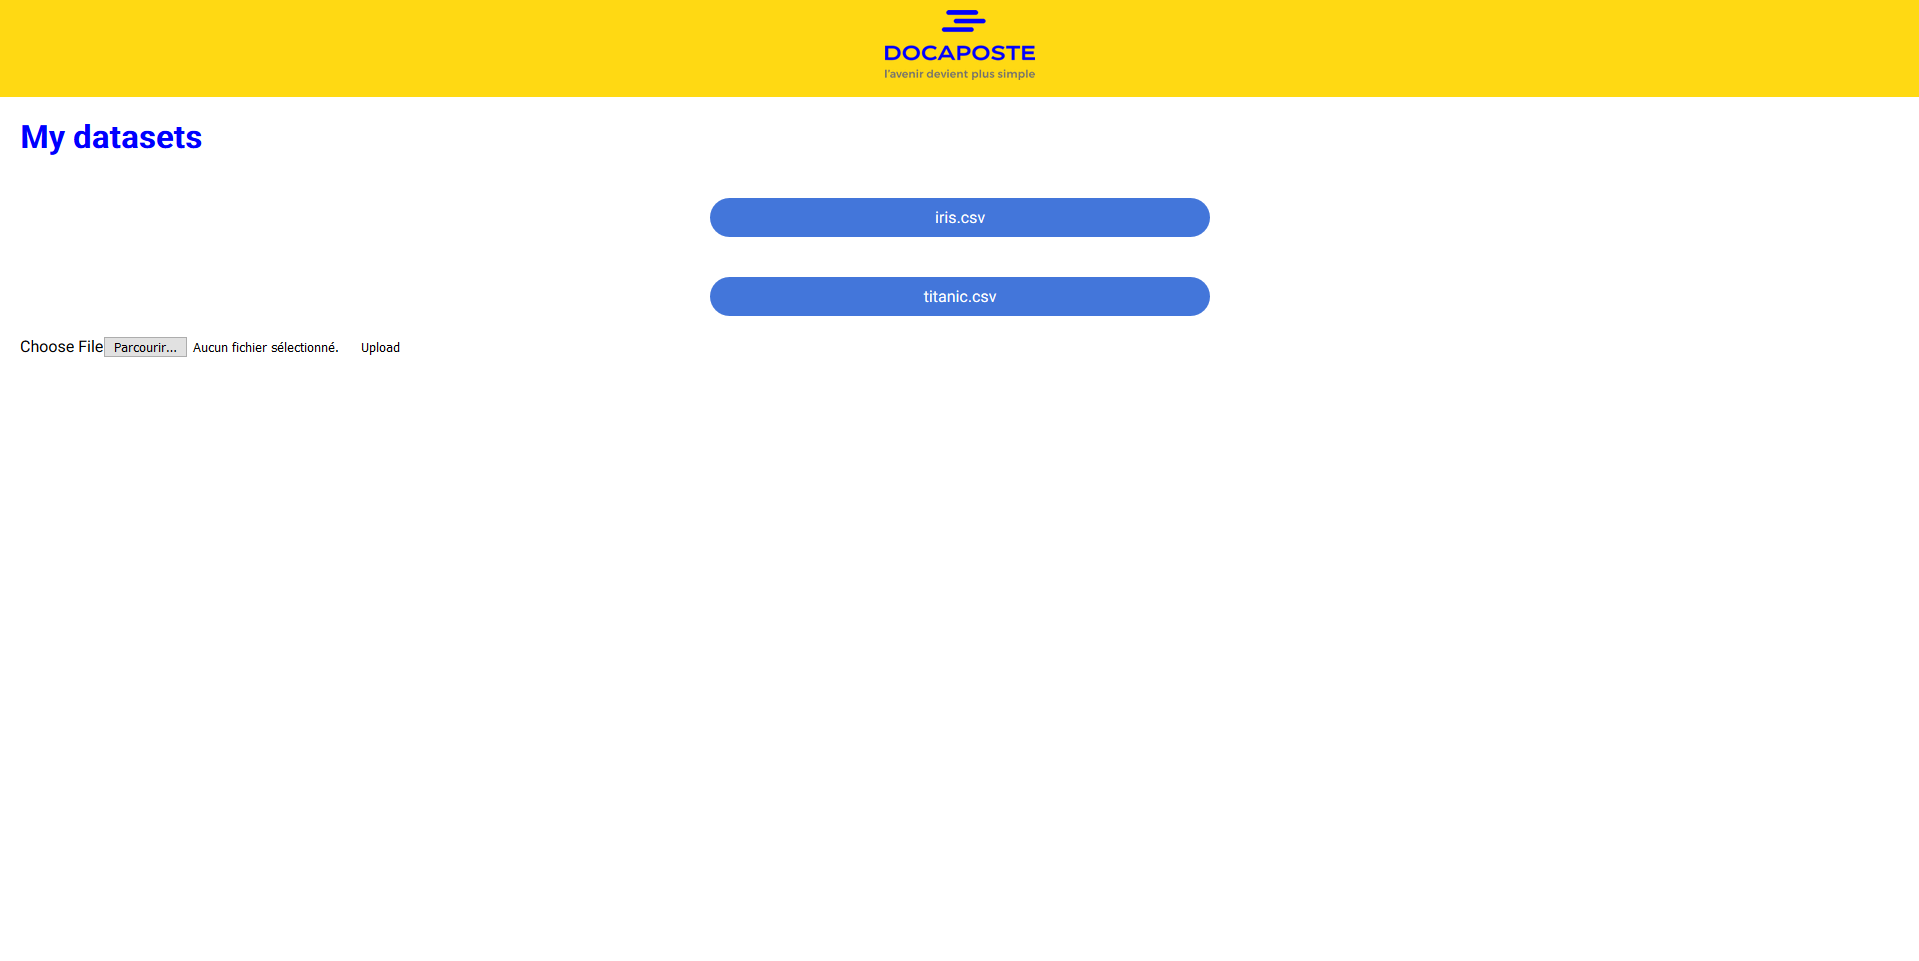 DOCAPOSTE
l'avenir devient plus simple
My datasets
iris.csv
titanic.csv
Choose File Parcourir... Aucun fichier sélectionné. Upload